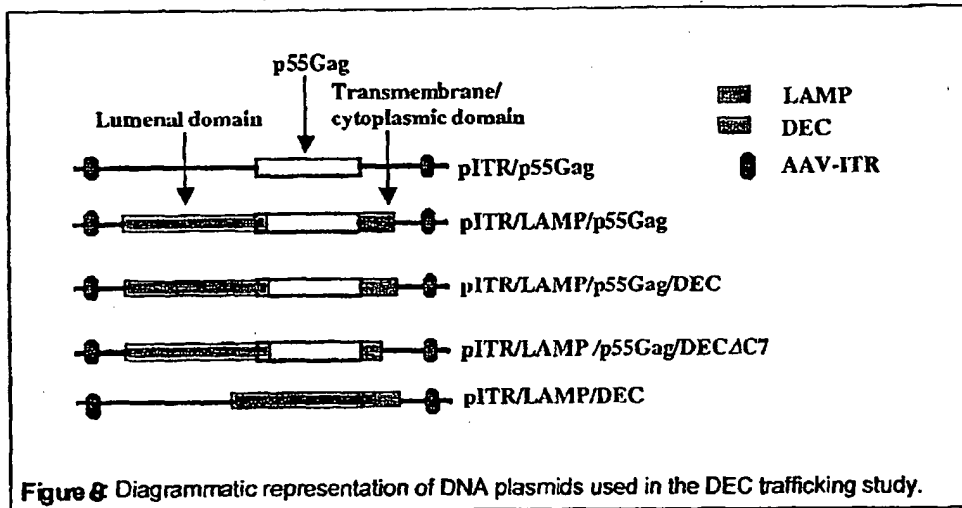 p55Gag
Transmembrane/
cytoplasmic domain
Lumenal domain
LAMP
DEC
AAV-ITR
pITR/p55Gag
pITR/LAMP/p55Gag
pITR/LAMP/p55Gag/DEC
pITR/LAMP/p55Gag/DECΔC7
pITR/LAMP/DEC
Figure 8: Diagrammatic representation of DNA plasmids used in the DEC trafficking study.